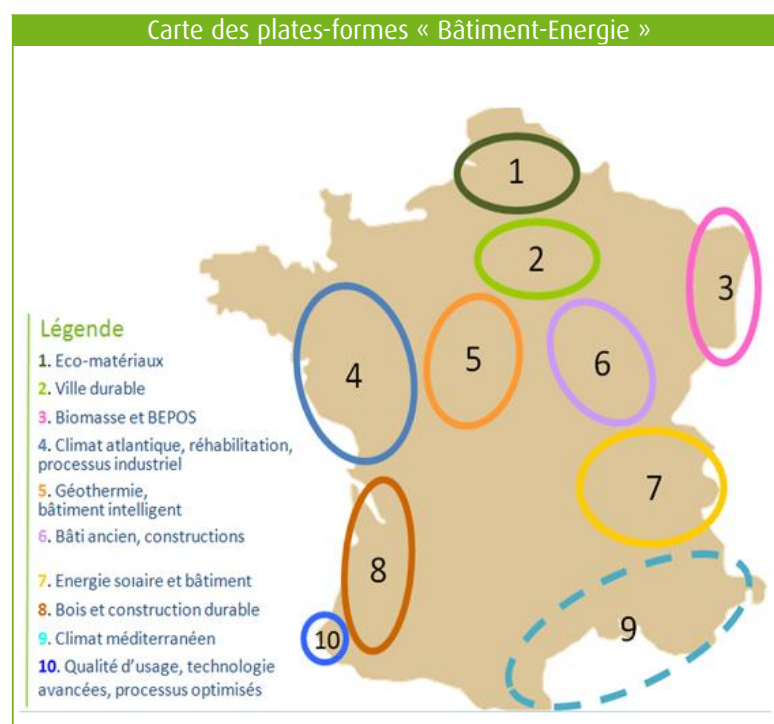 Carte des plates-formes « Bâtiment-Energie »
1
2
3
4
5
6
7
8
9
10
Légende
1. Eco-matériaux
2. Ville durable
3. Biomasse et BEPOS
4. Climat atlantique, réhabilitation,
processus industriel
5. Géothermie,
bâtiment intelligent
6. Bâti ancien, constructions
7. Energie solaire et bâtiment
8. Bois et construction durable
9. Climat méditerranéen
10. Qualité d'usage, technologie
avancées, processus optimisés